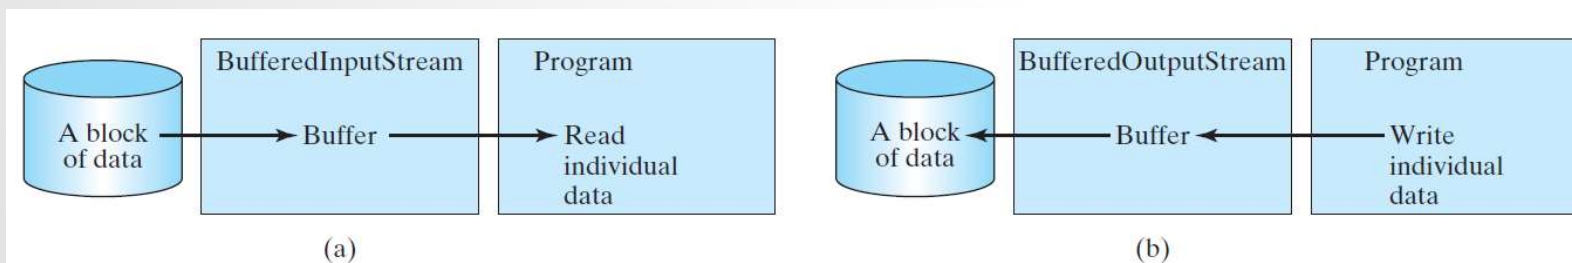 BufferedInputStream
Program
A block
of data
Buffer
Read
individual
data
(a)
BufferedOutputStream
Program
A block
of data
Buffer
Write
individual
data
(b)